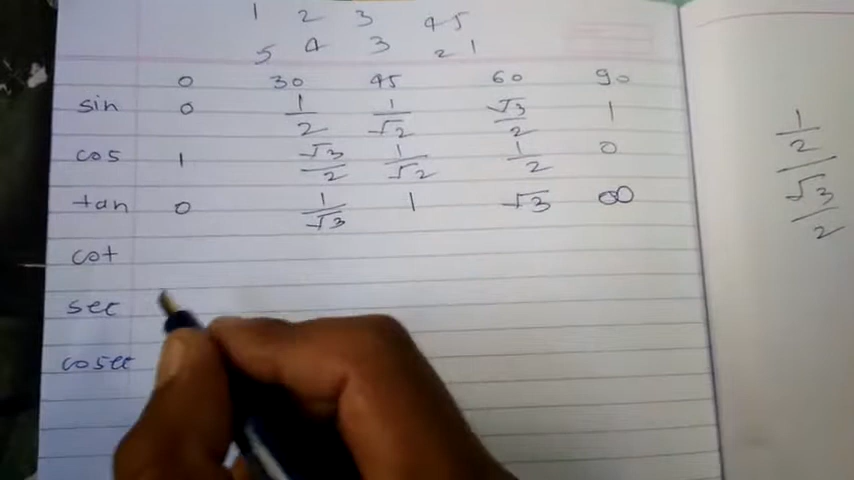 1 2 3 4 5
5 4 3 2 1
0 30 45 60 90
sin 0 1/2 1/√2 √3/2 1
cos 1 √3/2 1/√2 1/2 0
tan 0 1/√3 1 √3 ∞
cot
sec
cosec
1/2
√3/2